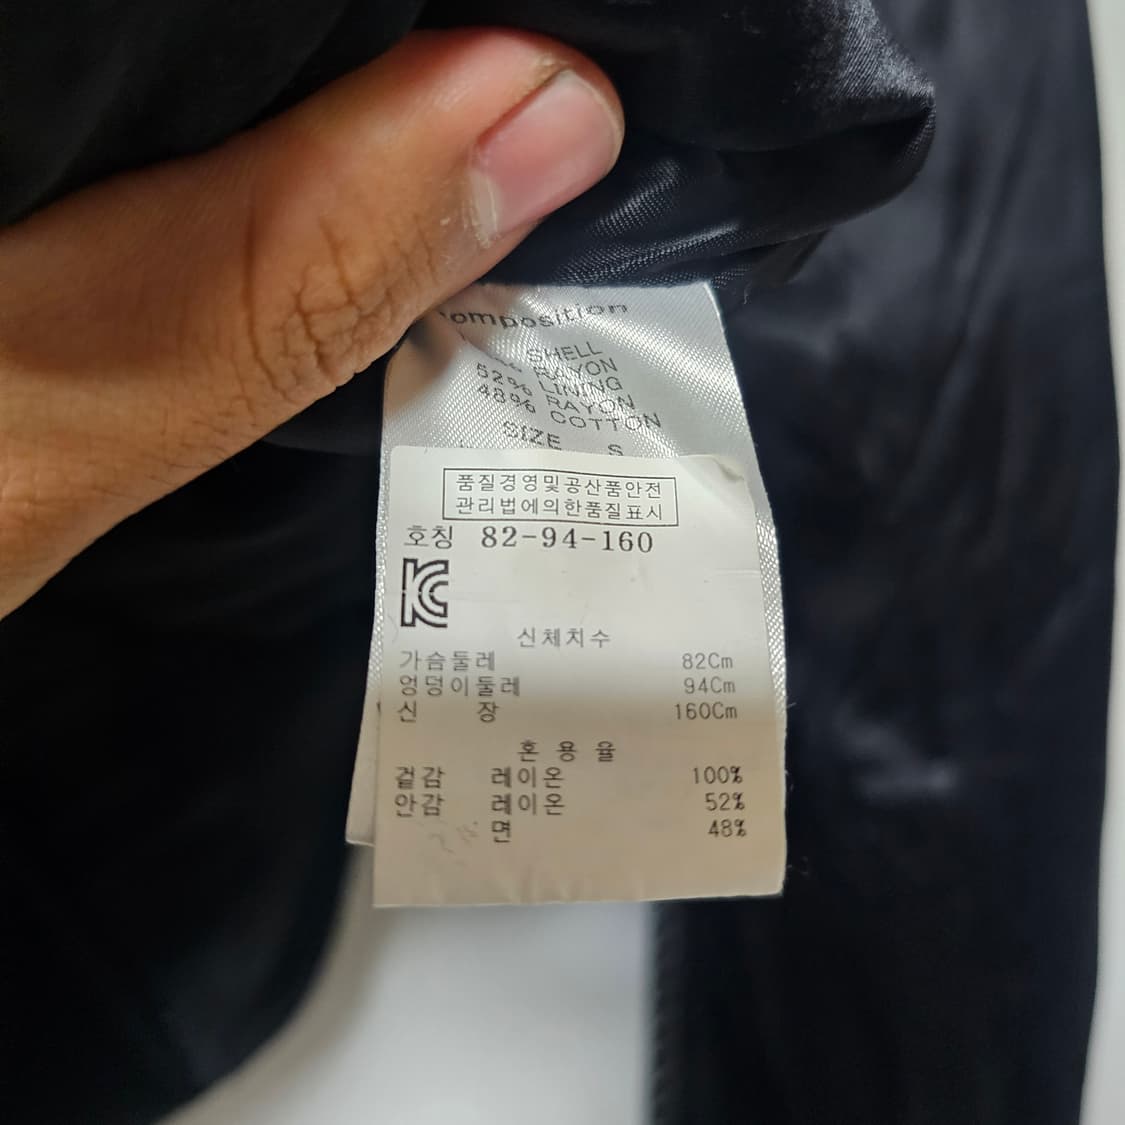 omposition
SHELL
RAYON
52% LINING
48% RAYON
COTTON
SIZE S
품질경영및공산품안전
관리법에의한품질표시
호칭 82-94-160
KC
신체치수
가슴둘레 82Cm
엉덩이둘레 94Cm
신 장 160Cm
혼 용 율
겉감 레이온 100%
안감 레이온 52%
면 48%